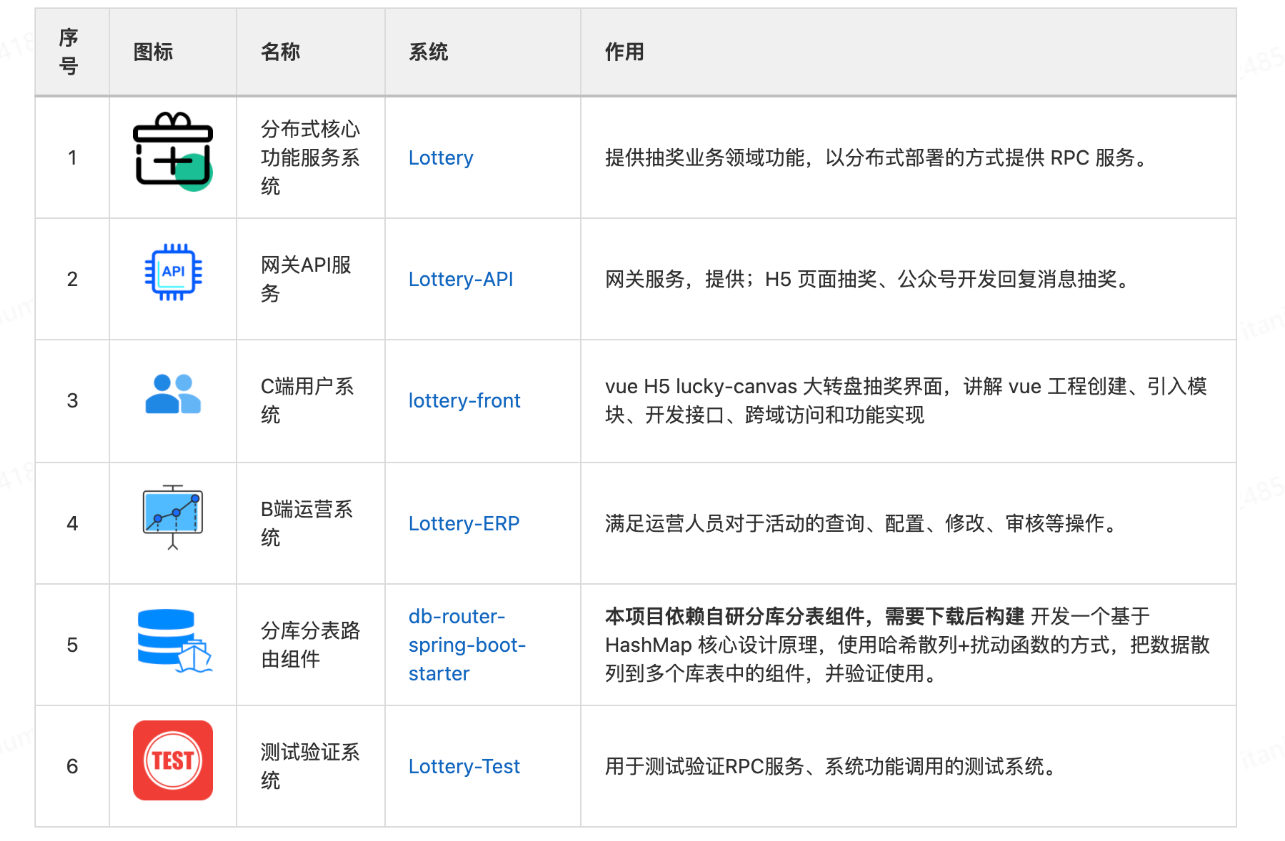 序
号
图标
名称
系统
作用
1
分布式核心
功能服务系
统
Lottery
提供抽奖业务领域功能，以分布式部署的方式提供 RPC 服务。
2
API
网关API服
务
Lottery-API
网关服务，提供；H5 页面抽奖、公众号开发回复消息抽奖。
3
C端用户系
统
lottery-front
vue H5 lucky-canvas 大转盘抽奖界面，讲解 vue 工程创建、引入模
块、开发接口、跨域访问和功能实现
4
B端运营系
统
Lottery-ERP
满足运营人员对于活动的查询、配置、修改、审核等操作。
5
分库分表路
由组件
db-router-
spring-boot-
starter
本项目依赖自研分库分表组件，需要下载后构建 开发一个基于
HashMap 核心设计原理，使用哈希散列+扰动函数的方式，把数据散
列到多个库表中的组件，并验证使用。
6
TEST
测试验证系
统
Lottery-Test
用于测试验证RPC服务、系统功能调用的测试系统。